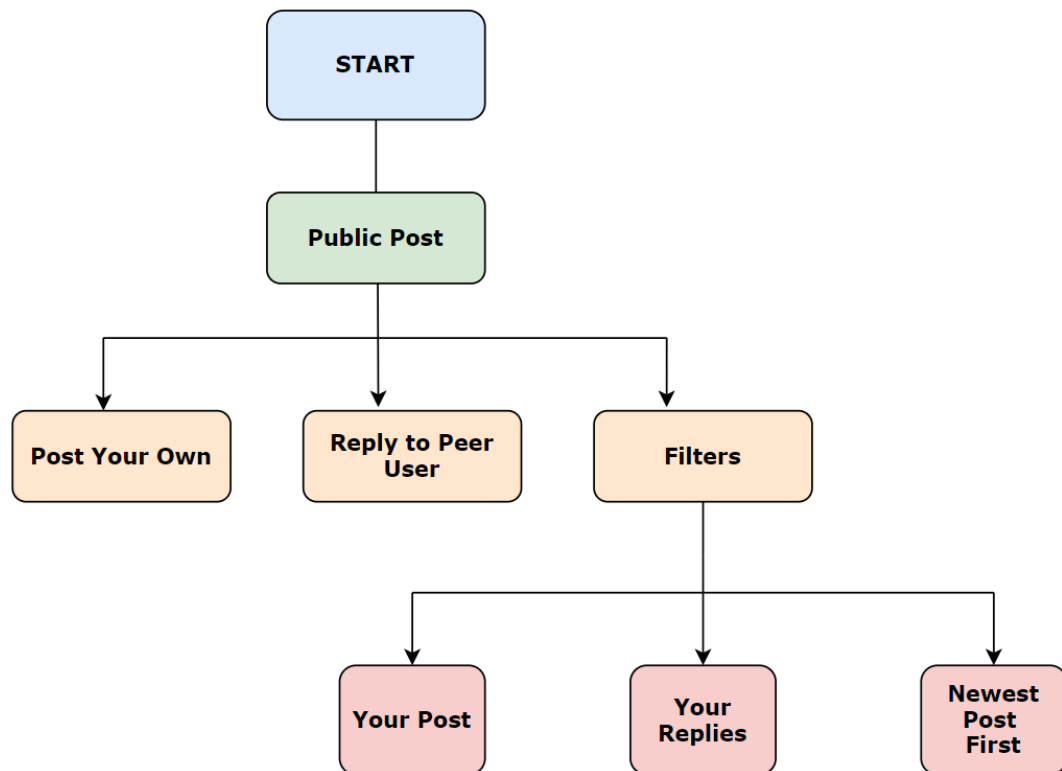 START
Public Post
Post Your Own
Reply to Peer
User
Filters
Your Post
Your
Replies
Newest
Post
First